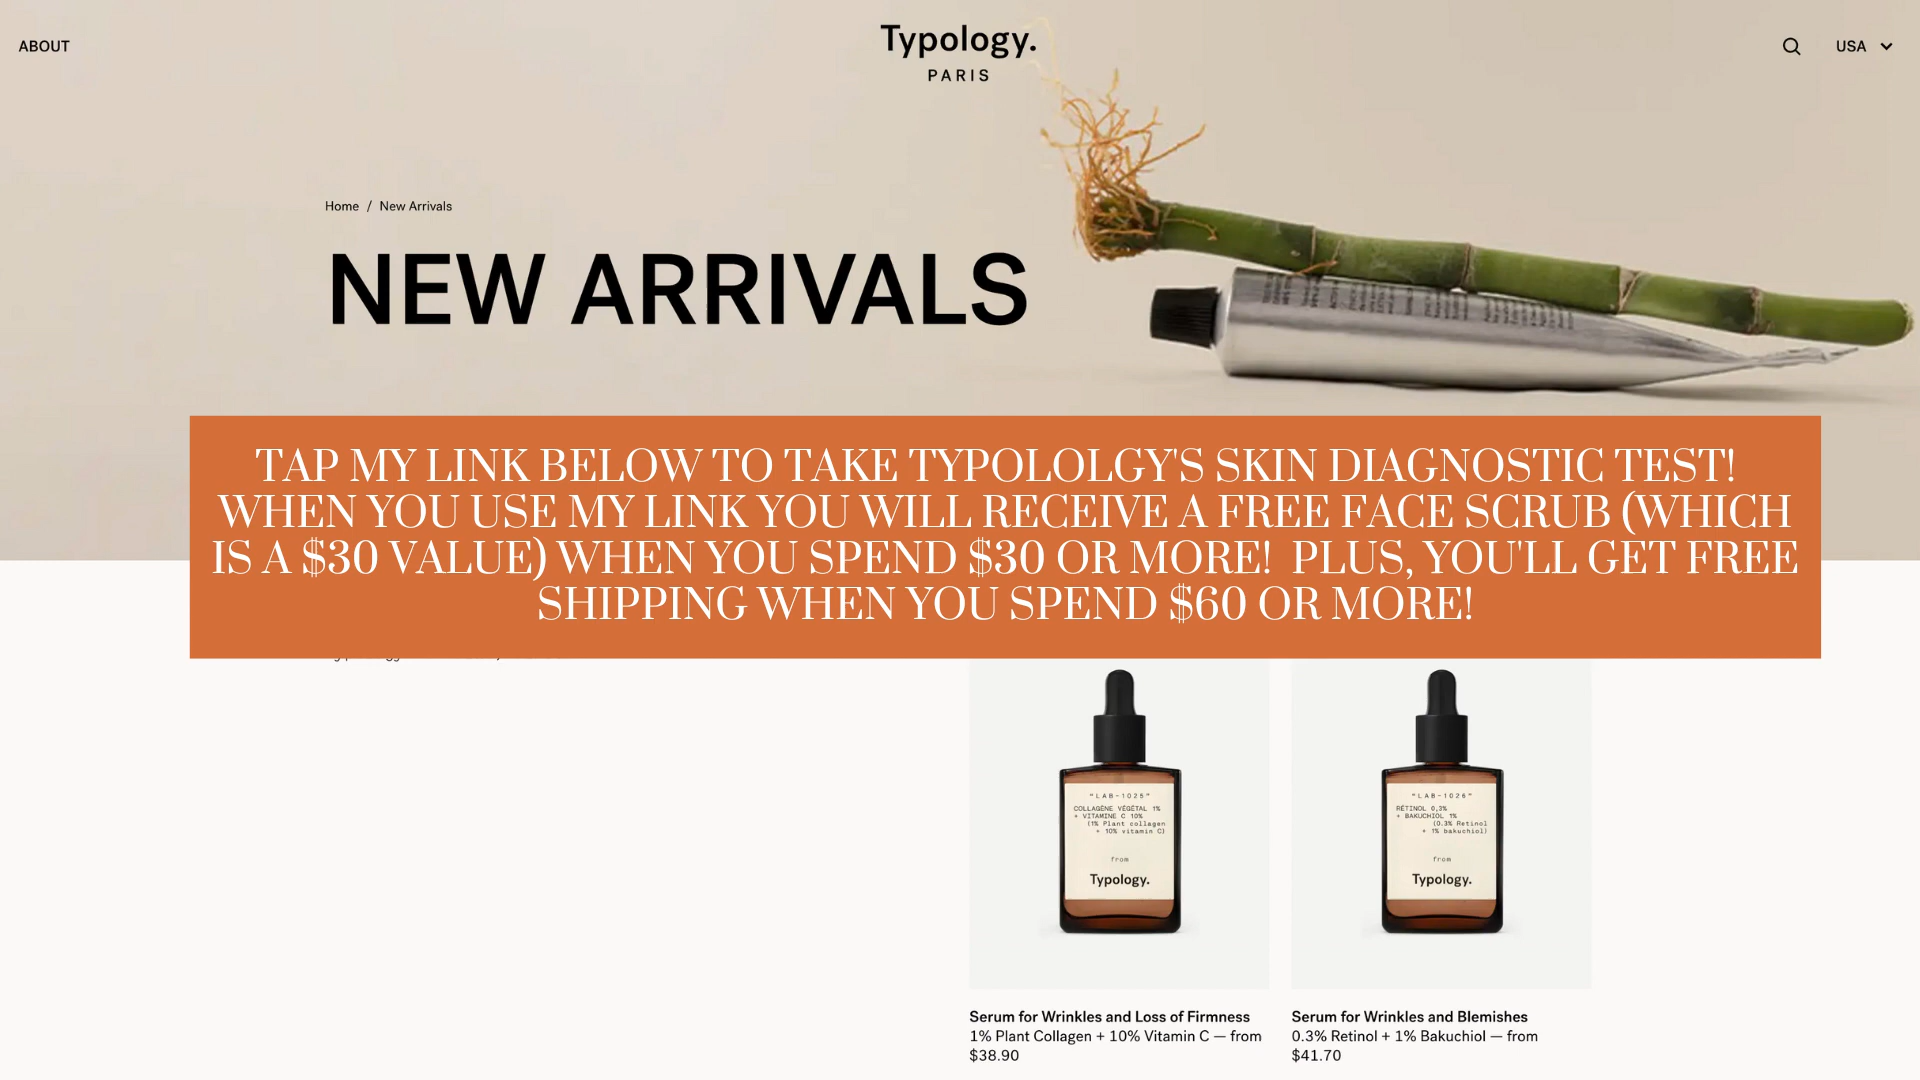 ABOUT
Typology.
PARIS
USA
Home / New Arrivals
NEW ARRIVALS
TAP MY LINK BELOW TO TAKE TYPOLOLGY'S SKIN DIAGNOSTIC TEST!
WHEN YOU USE MY LINK YOU WILL RECEIVE A FREE FACE SCRUB (WHICH
IS A $30 VALUE) WHEN YOU SPEND $30 OR MORE! PLUS, YOU'LL GET FREE
SHIPPING WHEN YOU SPEND $60 OR MORE!
"LAB-1025"
COLLAGÈNE VÉGÉTAL 1%
+ VITAMINE C 10%
(1% Plant collagen
+ 10% vitamin C)
from
Typology.
"LAB-1026"
RÉTINOL 0,3%
+ BAKUCHIOL 1%
(0.3% Retinol
+ 1% bakuchiol)
from
Typology.
Serum for Wrinkles and Loss of Firmness
1% Plant Collagen + 10% Vitamin C — from
$38.90
Serum for Wrinkles and Blemishes
0.3% Retinol + 1% Bakuchiol — from
$41.70